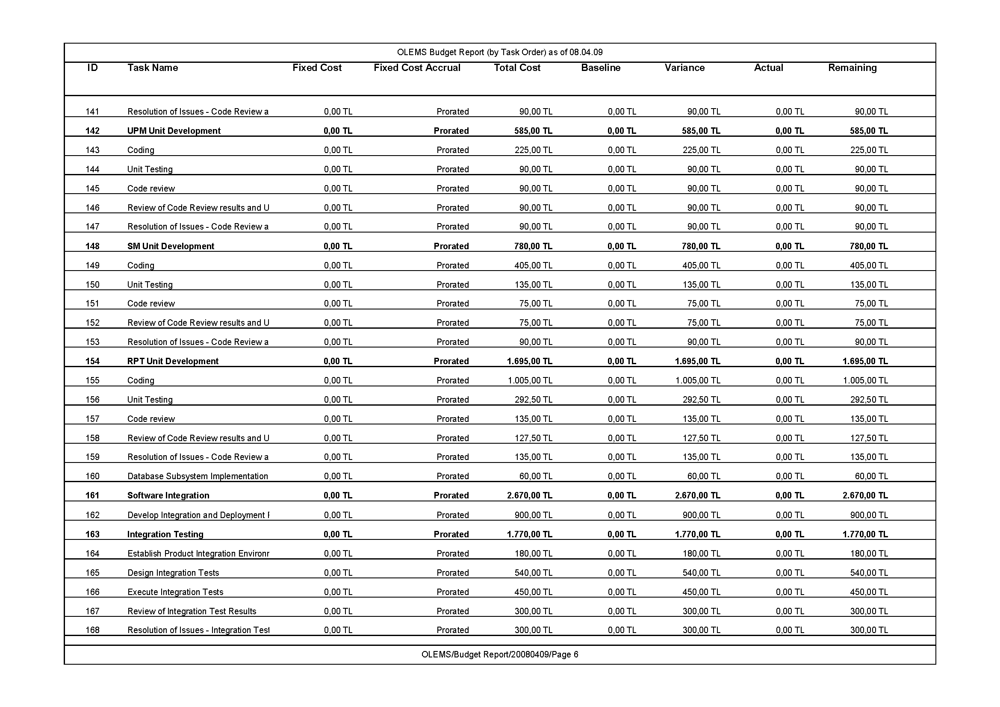 OLEMS Budget Report (by Task Order) as of 08.04.09
ID Task Name Fixed Cost Fixed Cost Accrual Total Cost Baseline Variance Actual Remaining
141 Resolution of Issues - Code Review a 0,00 TL Prorated 90,00 TL 0,00 TL 90,00 TL 0,00 TL 90,00 TL
142 UPM Unit Development 0,00 TL Prorated 585,00 TL 0,00 TL 585,00 TL 0,00 TL 585,00 TL
143 Coding 0,00 TL Prorated 225,00 TL 0,00 TL 225,00 TL 0,00 TL 225,00 TL
144 Unit Testing 0,00 TL Prorated 90,00 TL 0,00 TL 90,00 TL 0,00 TL 90,00 TL
145 Code review 0,00 TL Prorated 90,00 TL 0,00 TL 90,00 TL 0,00 TL 90,00 TL
146 Review of Code Review results and U 0,00 TL Prorated 90,00 TL 0,00 TL 90,00 TL 0,00 TL 90,00 TL
147 Resolution of Issues - Code Review a 0,00 TL Prorated 90,00 TL 0,00 TL 90,00 TL 0,00 TL 90,00 TL
148 SM Unit Development 0,00 TL Prorated 780,00 TL 0,00 TL 780,00 TL 0,00 TL 780,00 TL
149 Coding 0,00 TL Prorated 405,00 TL 0,00 TL 405,00 TL 0,00 TL 405,00 TL
150 Unit Testing 0,00 TL Prorated 135,00 TL 0,00 TL 135,00 TL 0,00 TL 135,00 TL
151 Code review 0,00 TL Prorated 75,00 TL 0,00 TL 75,00 TL 0,00 TL 75,00 TL
152 Review of Code Review results and U 0,00 TL Prorated 75,00 TL 0,00 TL 75,00 TL 0,00 TL 75,00 TL
153 Resolution of Issues - Code Review a 0,00 TL Prorated 90,00 TL 0,00 TL 90,00 TL 0,00 TL 90,00 TL
154 RPT Unit Development 0,00 TL Prorated 1.695,00 TL 0,00 TL 1.695,00 TL 0,00 TL 1.695,00 TL
155 Coding 0,00 TL Prorated 1.005,00 TL 0,00 TL 1.005,00 TL 0,00 TL 1.005,00 TL
156 Unit Testing 0,00 TL Prorated 292,50 TL 0,00 TL 292,50 TL 0,00 TL 292,50 TL
157 Code review 0,00 TL Prorated 135,00 TL 0,00 TL 135,00 TL 0,00 TL 135,00 TL
158 Review of Code Review results and U 0,00 TL Prorated 127,50 TL 0,00 TL 127,50 TL 0,00 TL 127,50 TL
159 Resolution of Issues - Code Review a 0,00 TL Prorated 135,00 TL 0,00 TL 135,00 TL 0,00 TL 135,00 TL
160 Database Subsystem Implementation 0,00 TL Prorated 60,00 TL 0,00 TL 60,00 TL 0,00 TL 60,00 TL
161 Software Integration 0,00 TL Prorated 2.670,00 TL 0,00 TL 2.670,00 TL 0,00 TL 2.670,00 TL
162 Develop Integration and Deployment 0,00 TL Prorated 900,00 TL 0,00 TL 900,00 TL 0,00 TL 900,00 TL
163 Integration Testing 0,00 TL Prorated 1.770,00 TL 0,00 TL 1.770,00 TL 0,00 TL 1.770,00 TL
164 Establish Product Integration 0,00 TL Prorated 180,00 TL 0,00 TL 180,00 TL 0,00 TL 180,00 TL
165 Design Integration Tests 0,00 TL Prorated 540,00 TL 0,00 TL 540,00 TL 0,00 TL 540,00 TL
166 Execute Integration Tests 0,00 TL Prorated 450,00 TL 0,00 TL 450,00 TL 0,00 TL 450,00 TL
167 Review of Integration Test Results 0,00 TL Prorated 300,00 TL 0,00 TL 300,00 TL 0,00 TL 300,00 TL
168 Resolution of Issues - Integration Test 0,00 TL Prorated 300,00 TL 0,00 TL 300,00 TL 0,00 TL 300,00 TL
OLEMS/Budget Report/20080409/Page 6